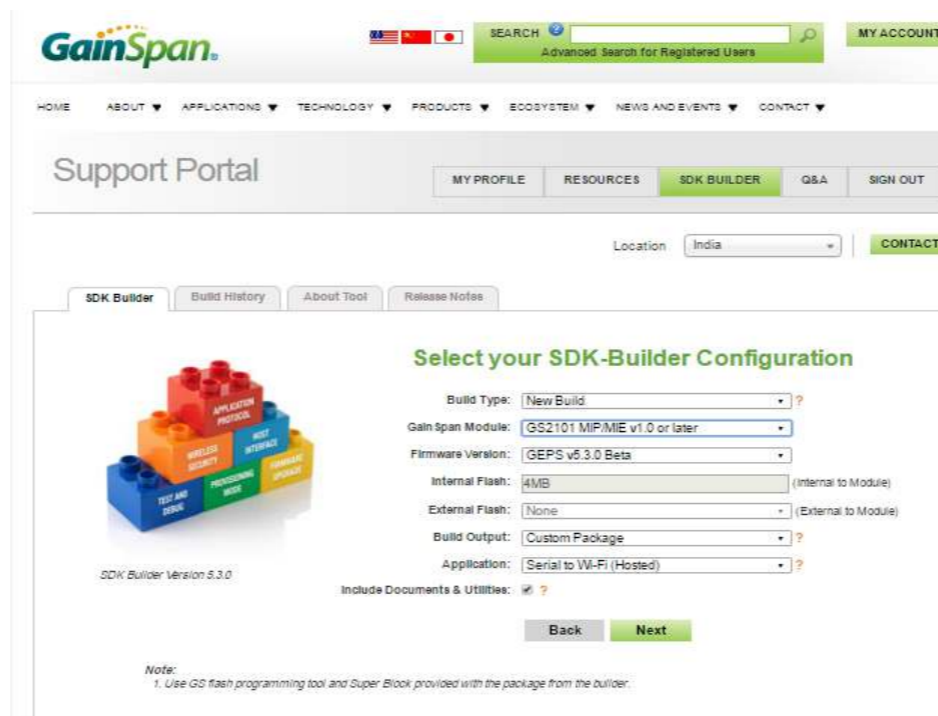 GainSpan®
SEARCH
Advanced Search for Registered Users
MY ACCOUNT
HOME ABOUT APPLICATIONS TECHNOLOGY PRODUCTS ECOSYSTEM NEWS AND EVENTS CONTACT
Support Portal
MY PROFILE RESOURCES SDK BUILDER Q&A SIGN OUT
Location India CONTACT
SDK Builder Build History About Tool Release Notes
Select your SDK-Builder Configuration
APPLICATION PROTOCOL
WIRELESS SECURITY
HOST INTERFACE
TEST AND DEBUG
PROVISIONING MODE
FIRMWARE UPGRADE
SDK Builder Version 5.3.0
Build Type: New Build ?
GainSpan Module: GS2101 MIP/MIE v1.0 or later
Firmware Version: GEPS v5.3.0 Beta
Internal Flash: 4MB (Internal to Module)
External Flash: None (External to Module)
Build Output: Custom Package ?
Application: Serial to Wi-Fi (Hosted) ?
Include Documents & Utilities: ?
Back Next
Note:
1. Use GS flash programming tool and Super Block provided with the package from the builder.